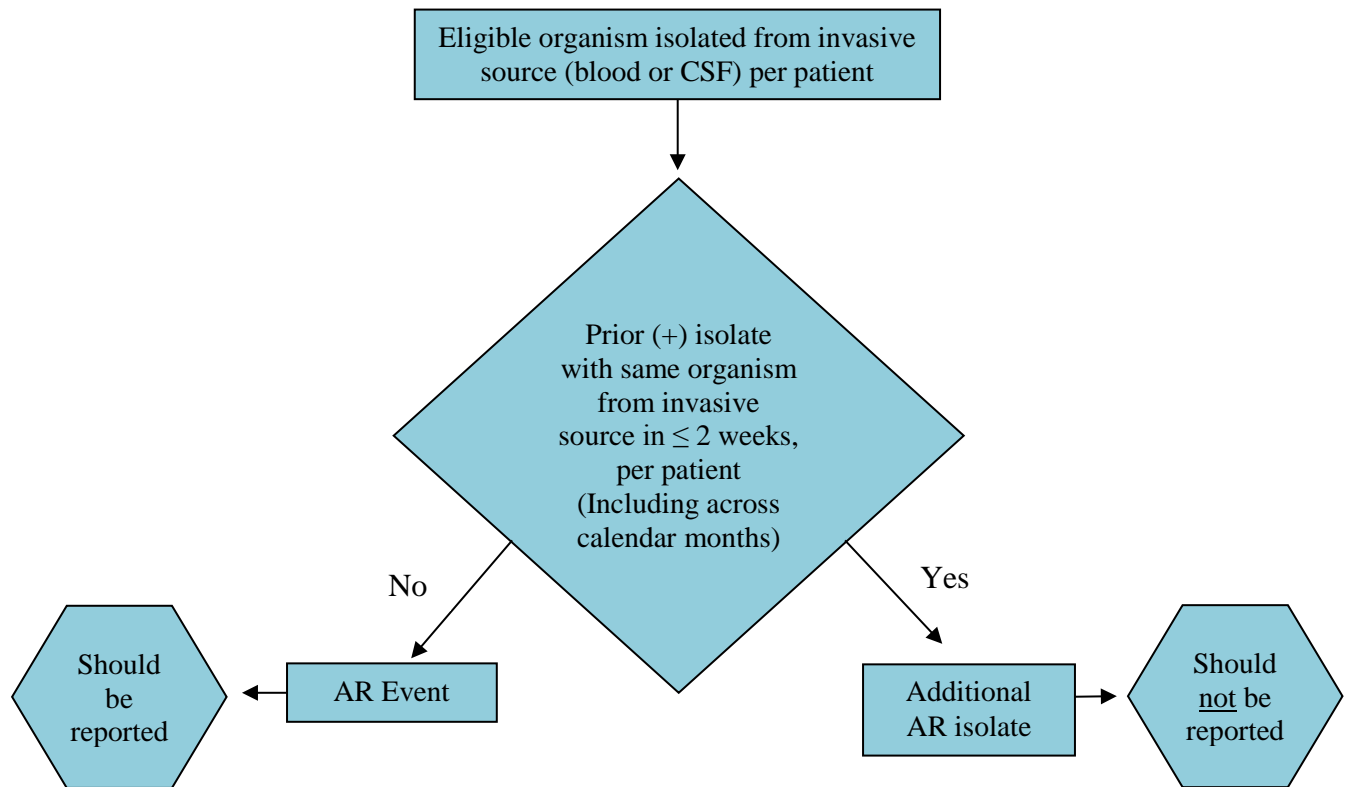 Eligible organism isolated from invasive
source (blood or CSF) per patient
Prior (+) isolate
with same organism
from invasive
source in ≤ 2 weeks,
per patient
(Including across
calendar months)
No
Yes
Should
be
reported
AR Event
Additional
AR isolate
Should
not be
reported